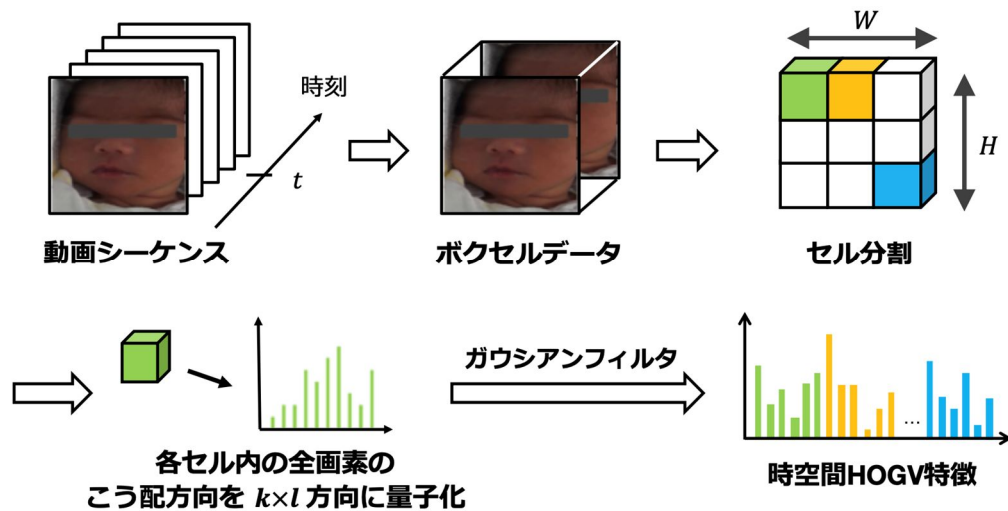 時刻
t
W
H
動画シーケンス
ボクセルデータ
セル分割
ガウシアンフィルタ
...
各セル内の全画素の
こう配方向を k×l 方向に量子化
時空間HOGV特徴